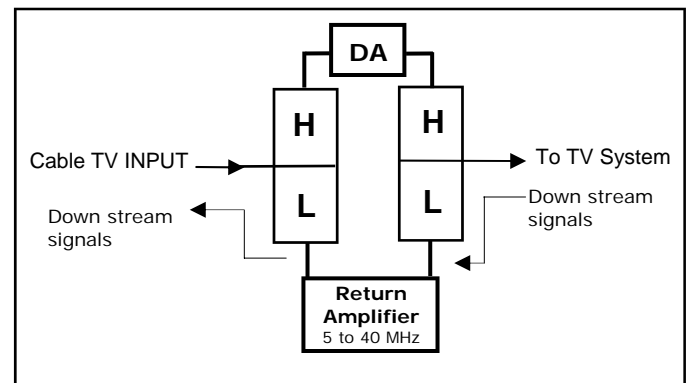 DA
H
H
Cable TV INPUT
To TV System
L
L
Down stream
signals
Down stream
signals
Return
Amplifier
5 to 40 MHz